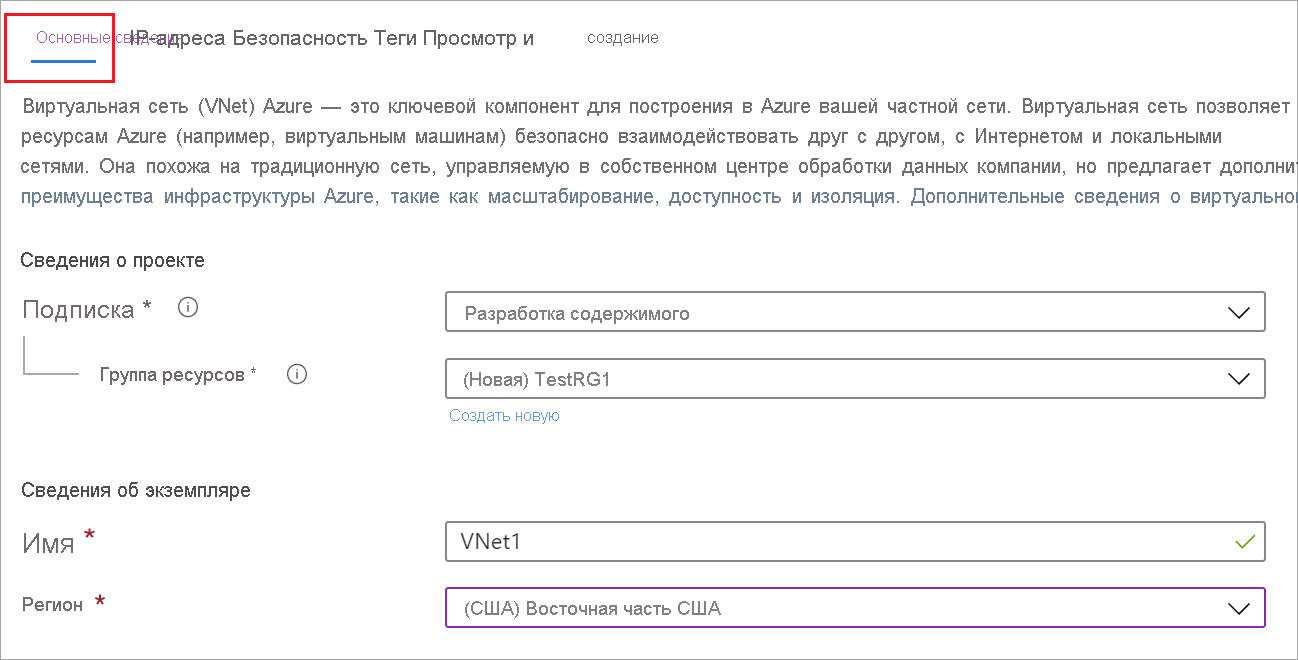 Основные сведения IP-адреса Безопасность Теги Просмотр и создание
Виртуальная сеть (VNet) Azure — это ключевой компонент для построения в Azure вашей частной сети. Виртуальная сеть позволяет
ресурсам Azure (например, виртуальным машинам) безопасно взаимодействовать друг с другом, с Интернетом и локальными
сетями. Она похожа на традиционную сеть, управляемую в собственном центре обработки данных компании, но предлагает дополнит
преимущества инфраструктуры Azure, такие как масштабирование, доступность и изоляция. Дополнительные сведения о виртуально
Сведения о проекте
Подписка *
Разработка содержимого
Группа ресурсов *
(Новая) TestRG1
Создать новую
Сведения об экземпляре
Имя *
VNet1
Регион *
(США) Восточная часть США